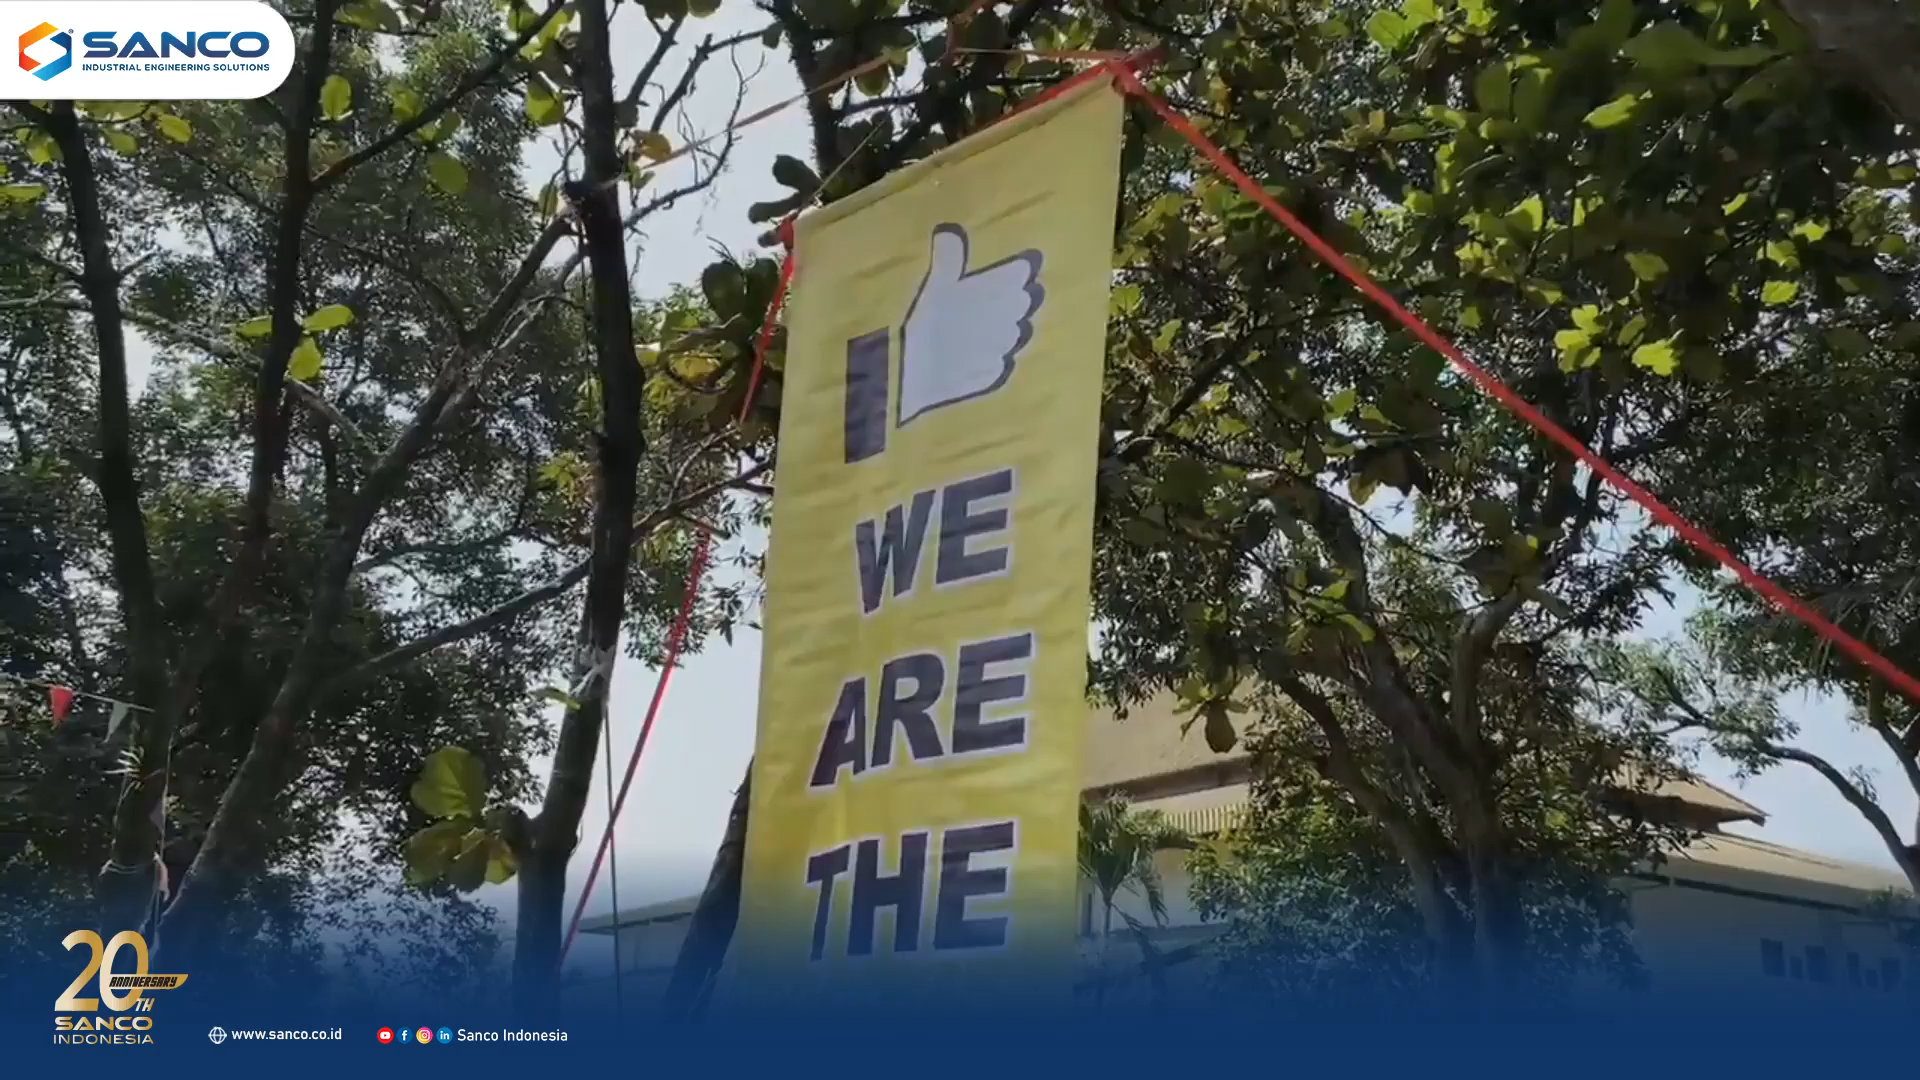 SANCO
INDUSTRIAL ENGINEERING SOLUTIONS
WE
ARE
THE
20
ANNIVERSARY
TH
SANCO
INDONESIA
www.sanco.co.id
Sanco Indonesia